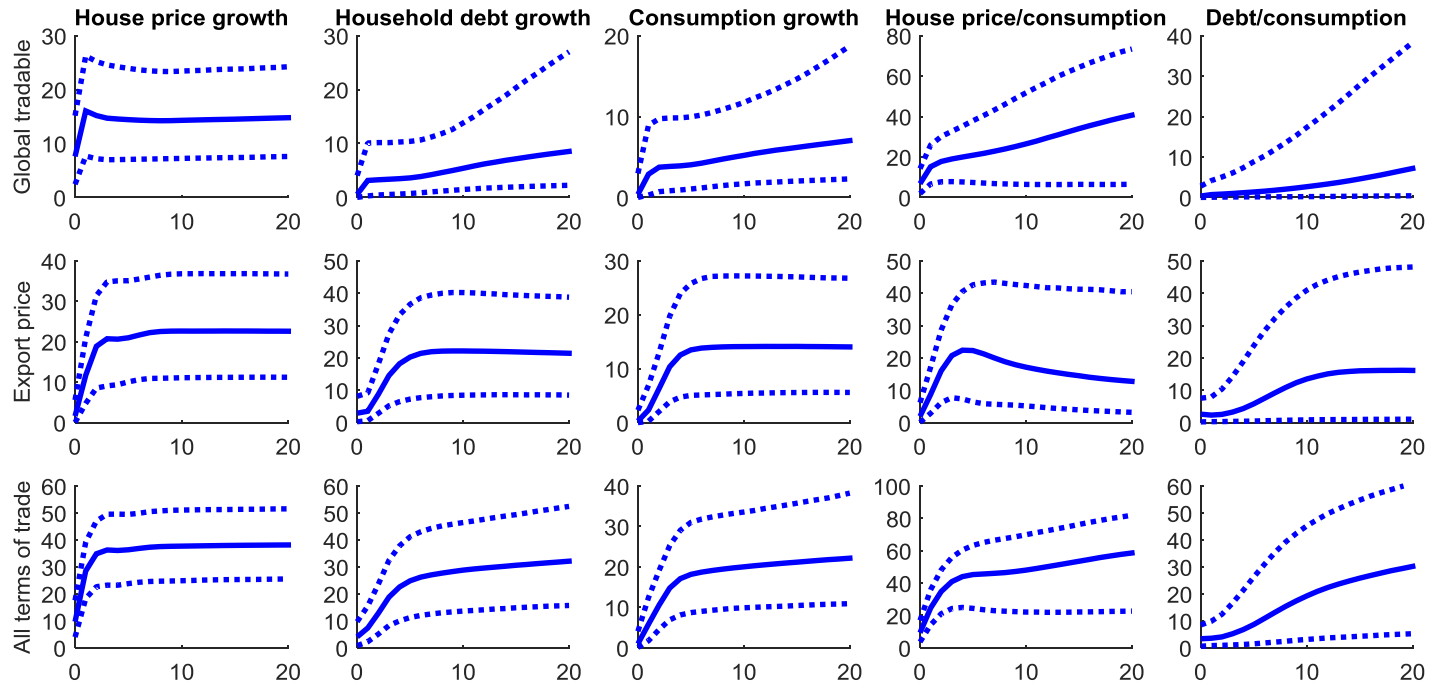 House price growth Household debt growth Consumption growth House price/consumption Debt/consumption
Global tradable
30 20 10 0
0 10 20
30 20 10 0
0 10 20
20 10 0
0 10 20
80 60 40 20 0
0 10 20
40 30 20 10 0
0 10 20
Export price
40 30 20 10 0
0 10 20
50 40 30 20 10 0
0 10 20
30 20 10 0
0 10 20
50 40 30 20 10 0
0 10 20
50 40 30 20 10 0
0 10 20
All terms of trade
60 50 40 30 20 10 0
0 10 20
60 50 40 30 20 10 0
0 10 20
40 30 20 10 0
0 10 20
100 80 60 40 20 0
0 10 20
60 50 40 30 20 10 0
0 10 20